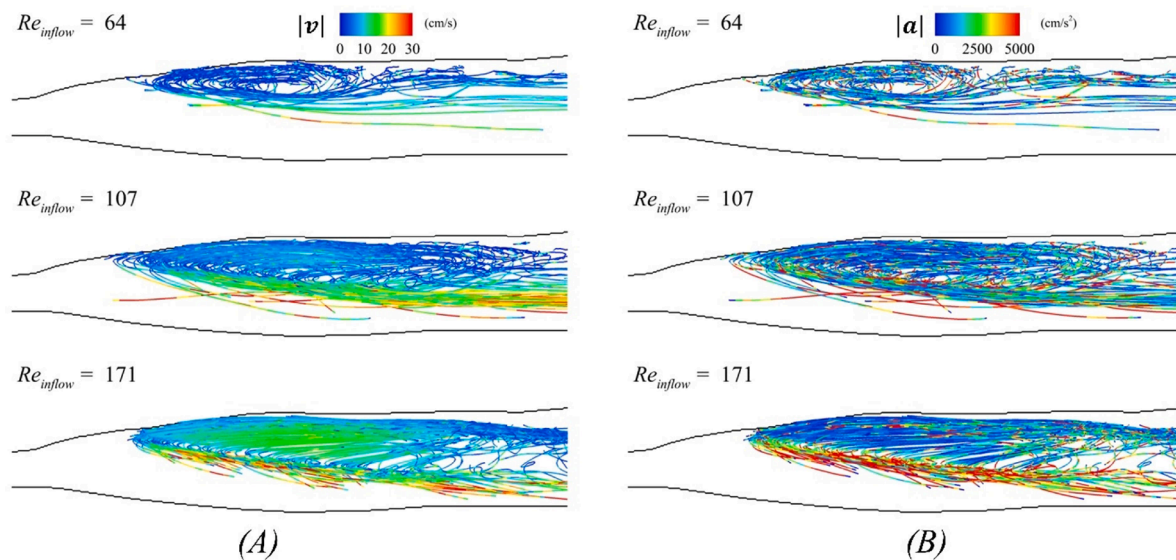 Re_inflow = 64
|v| (cm/s)
0 10 20 30
Re_inflow = 107
Re_inflow = 171
(A)
Re_inflow = 64
|a| (cm/s²)
0 2500 5000
Re_inflow = 107
Re_inflow = 171
(B)